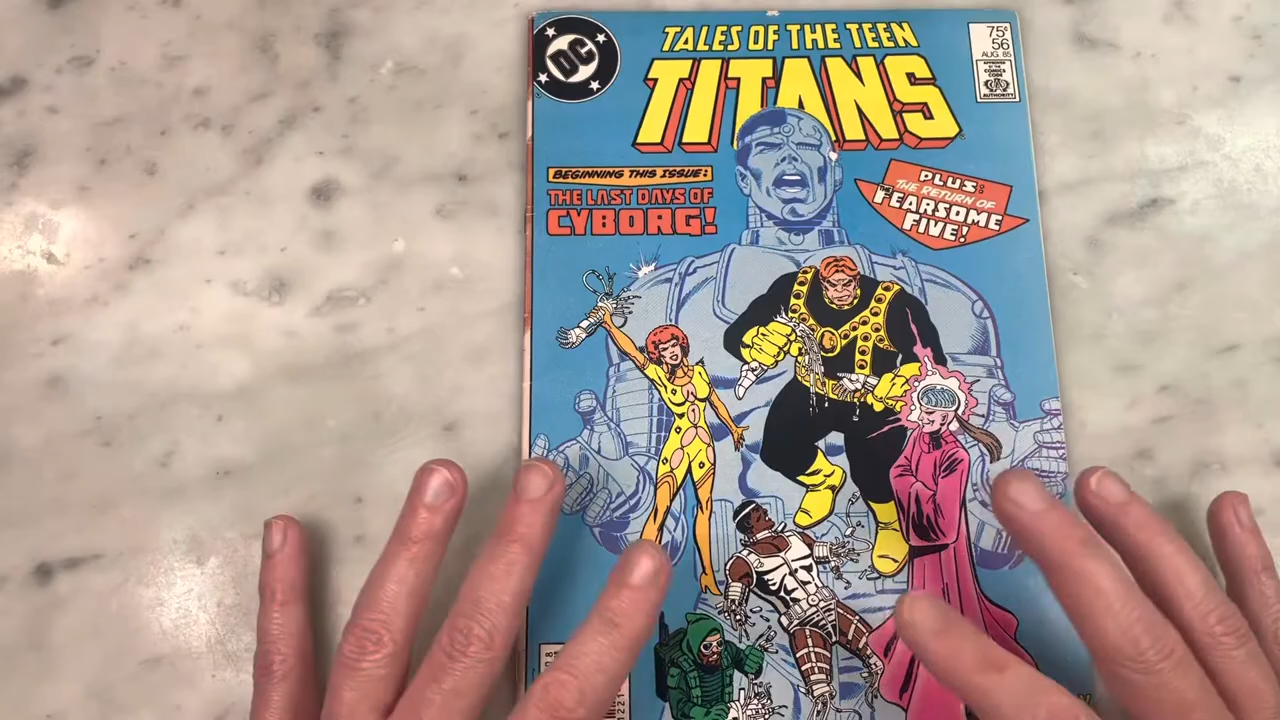 DC
TALES OF THE TEEN
TITANS
75¢
56
AUG. 85
APPROVED
BY THE
COMICS
CODE
AUTHORITY
BEGINNING THIS ISSUE:
THE LAST DAYS OF
CYBORG!
PLUS:
THE RETURN OF
THE FEARSOME
FIVE!